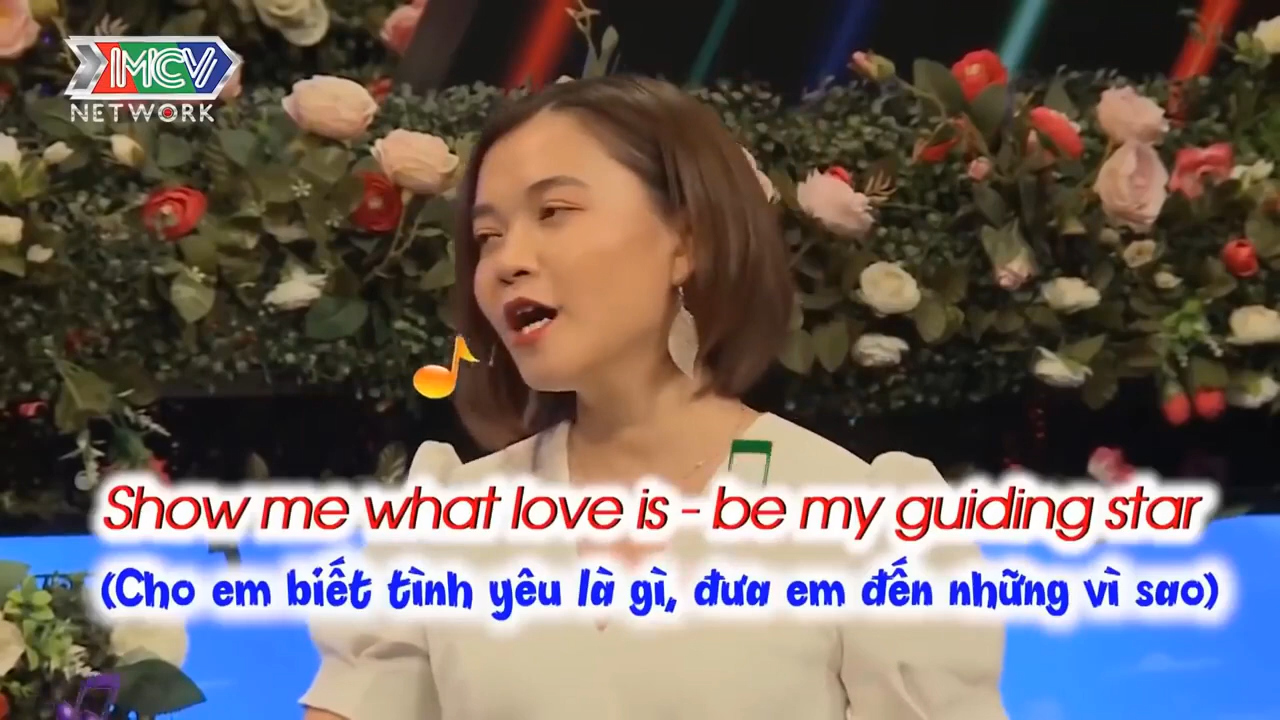 MCV
NETWORK
Show me what love is - be my guiding star
(Cho em biết tình yêu là gì, đưa em đến những vì sao)